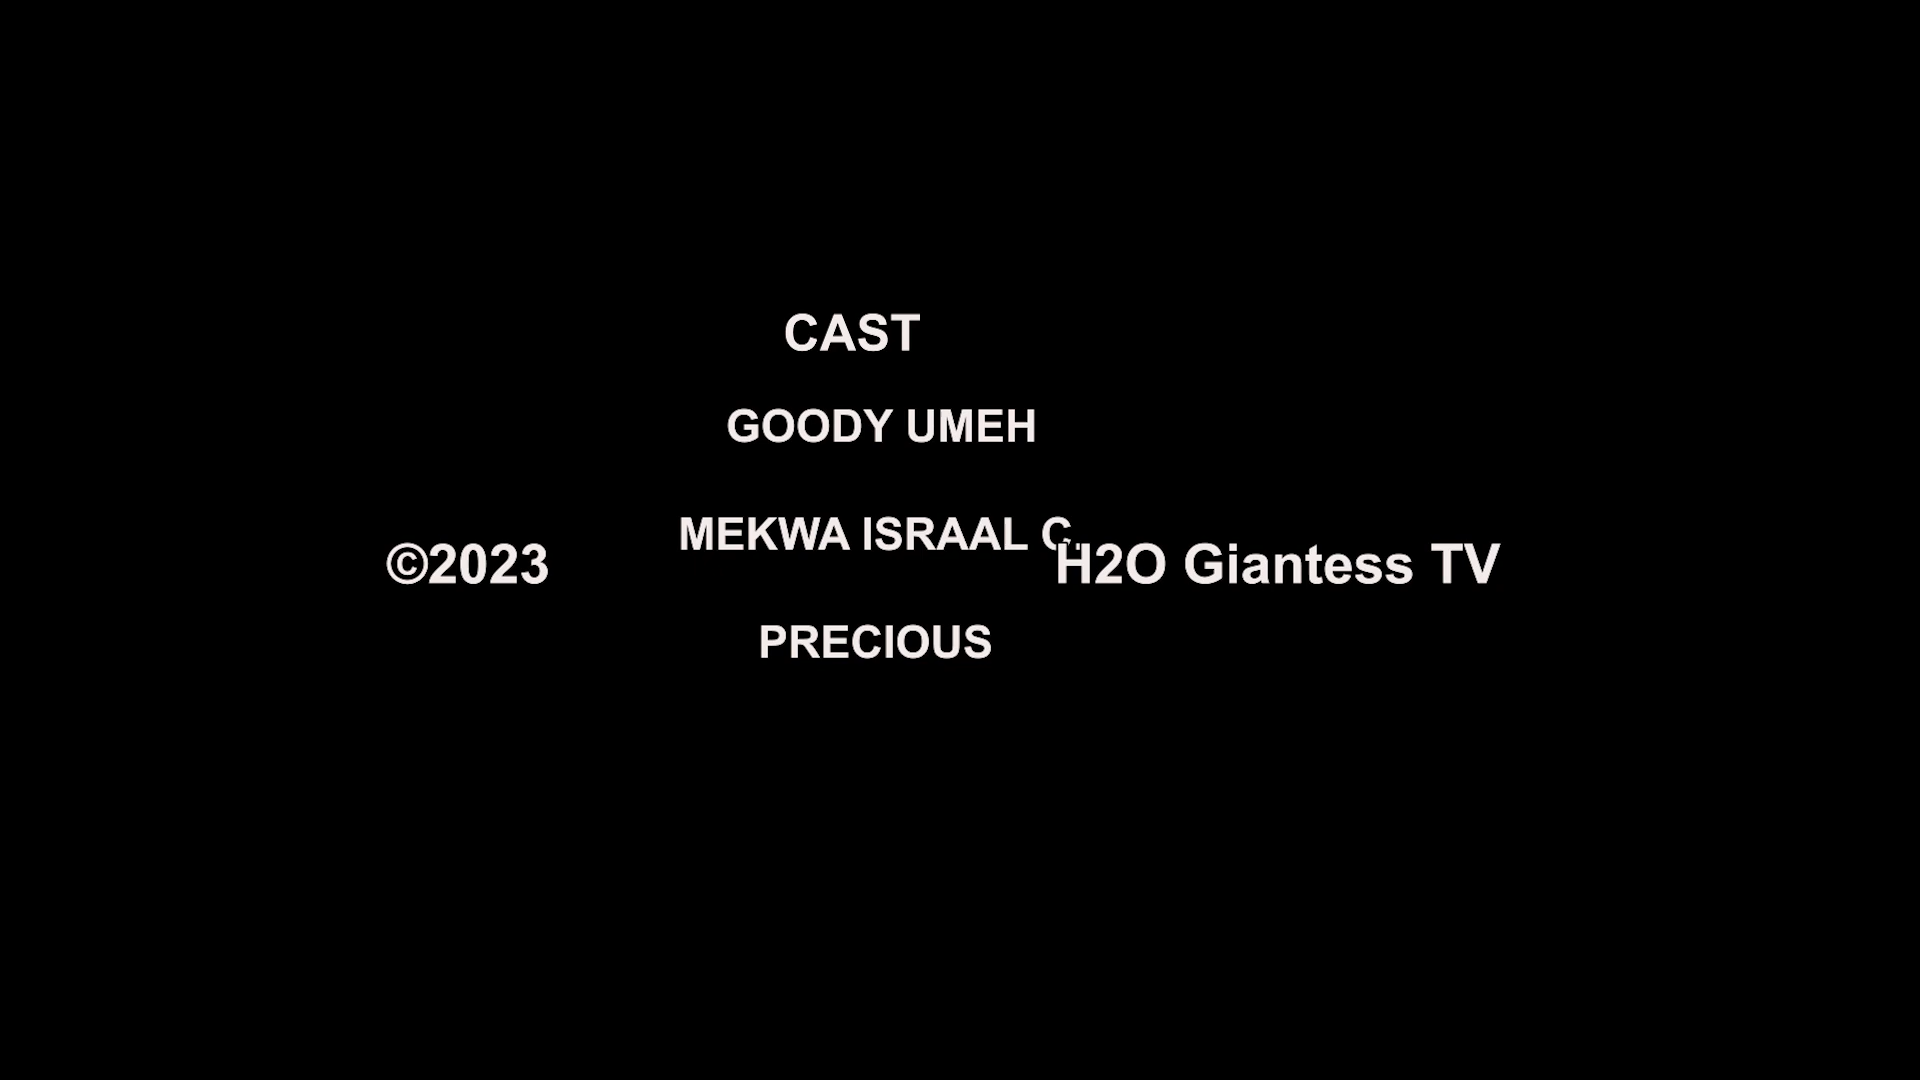 CAST
GOODY UMEH
MEKWA ISRAAL C.
©2023
H2O Giantess TV
PRECIOUS